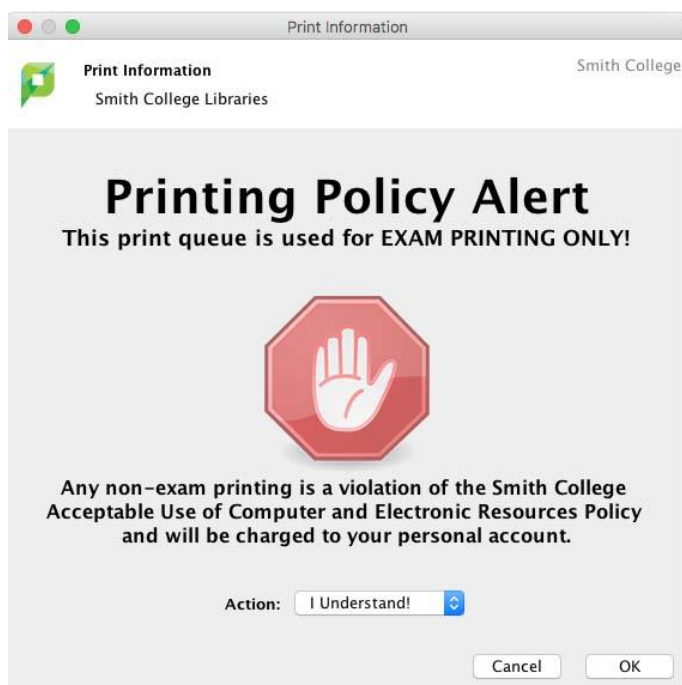 Print Information
Print Information
Smith College
Smith College Libraries
Printing Policy Alert
This print queue is used for EXAM PRINTING ONLY!
Any non-exam printing is a violation of the Smith College
Acceptable Use of Computer and Electronic Resources Policy
and will be charged to your personal account.
Action: I Understand!
Cancel OK